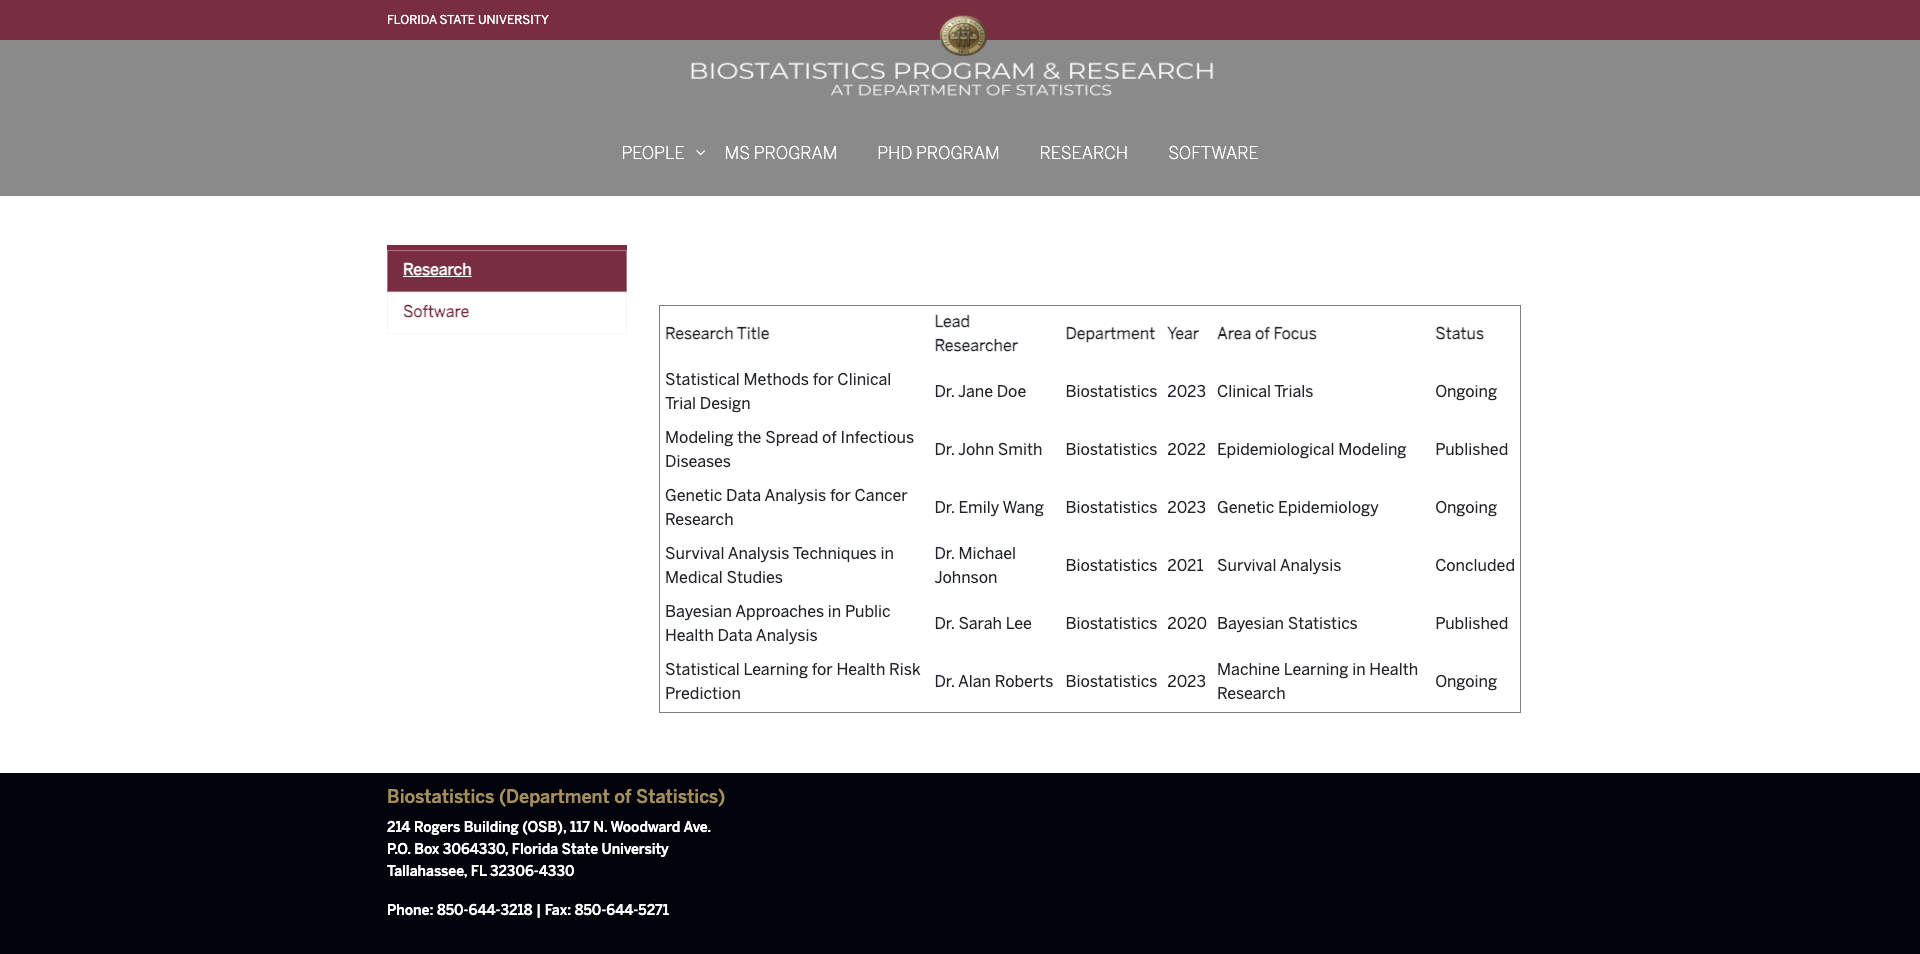 FLORIDA STATE UNIVERSITY
BIOSTATISTICS PROGRAM & RESEARCH
AT DEPARTMENT OF STATISTICS
PEOPLE MS PROGRAM PHD PROGRAM RESEARCH SOFTWARE
Research
Software
Research Title Lead Researcher Department Year Area of Focus Status
Statistical Methods for Clinical Trial Design Dr. Jane Doe Biostatistics 2023 Clinical Trials Ongoing
Modeling the Spread of Infectious Diseases Dr. John Smith Biostatistics 2022 Epidemiological Modeling Published
Genetic Data Analysis for Cancer Research Dr. Emily Wang Biostatistics 2023 Genetic Epidemiology Ongoing
Survival Analysis Techniques in Medical Studies Dr. Michael Johnson Biostatistics 2021 Survival Analysis Concluded
Bayesian Approaches in Public Health Data Analysis Dr. Sarah Lee Biostatistics 2020 Bayesian Statistics Published
Statistical Learning for Health Risk Prediction Dr. Alan Roberts Biostatistics 2023 Machine Learning in Health Research Ongoing
Biostatistics (Department of Statistics)
214 Rogers Building (OSB), 117 N. Woodward Ave.
P.O. Box 3064330, Florida State University
Tallahassee, FL 32306-4330
Phone: 850-644-3218 | Fax: 850-644-5271